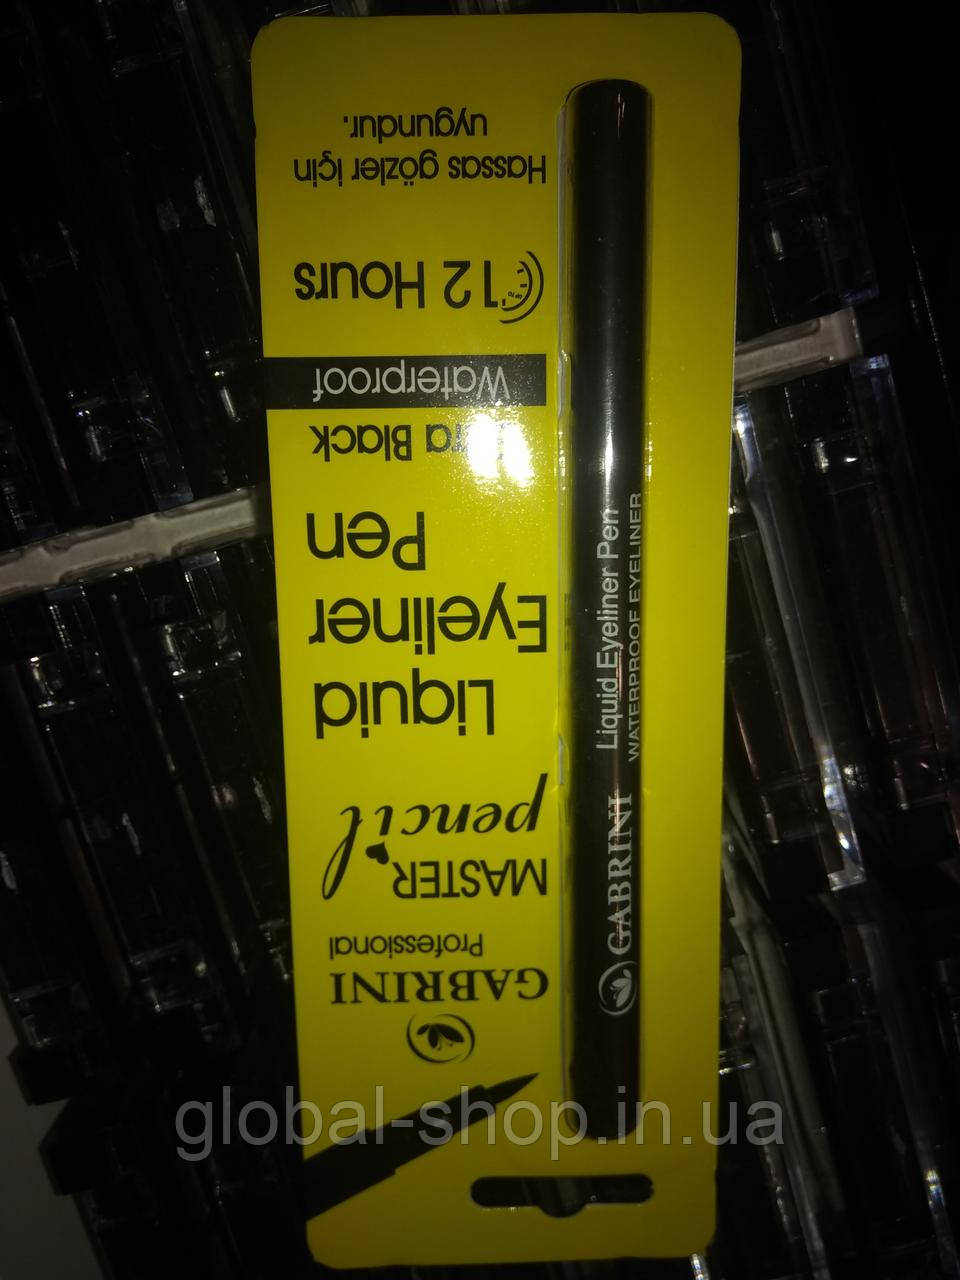 GABRINI
Professional
MASTER
pencil
Liquid
Eyeliner
Pen
Black
Waterproof
12 Hours
Hassas gözler için
uygundur.
GABRINI
Liquid Eyeliner Pen
WATERPROOF EYELINER
global-shop.in.ua